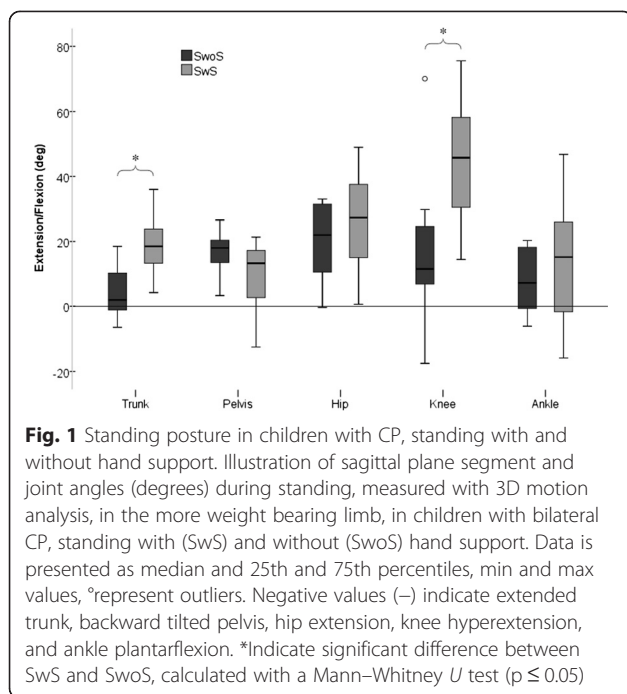 80
*
SwoS
SwS
*
60
40
20
0
-20
Extension/Flexion (deg)
Trunk Pelvis Hip Knee Ankle
Fig. 1 Standing posture in children with CP, standing with and
without hand support. Illustration of sagittal plane segment and
joint angles (degrees) during standing, measured with 3D motion
analysis, in the more weight bearing limb, in children with bilateral
CP, standing with (SwS) and without (SwoS) hand support. Data is
presented as median and 25th and 75th percentiles, min and max
values, °represent outliers. Negative values (−) indicate extended
trunk, backward tilted pelvis, hip extension, knee hyperextension,
and ankle plantarflexion. *Indicate significant difference between
SwS and SwoS, calculated with a Mann–Whitney U test (p ≤ 0.05)